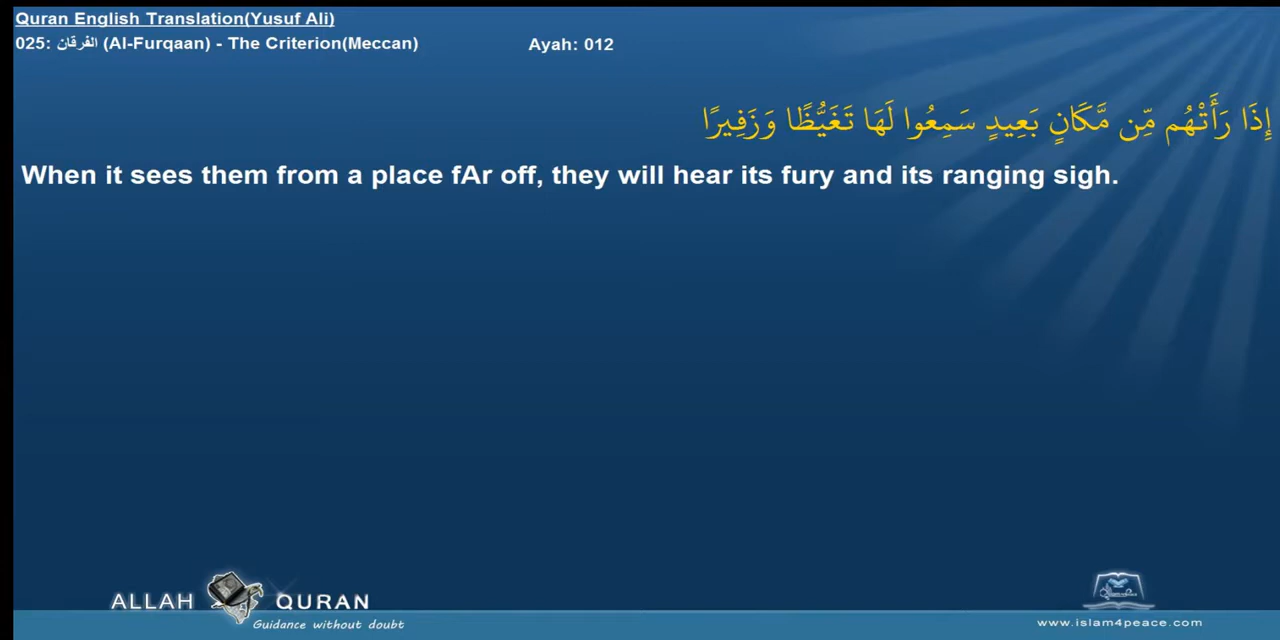 Quran English Translation(Yusuf Ali)
025: الفرقان (Al-Furqaan) - The Criterion(Meccan) Ayah: 012
إِذَا رَأَتْهُم مِّن مَّكَانٍ بَعِيدٍ سَمِعُوا لَهَا تَغَيُّظًا وَزَفِيرًا
When it sees them from a place fAr off, they will hear its fury and its ranging sigh.
ALLAH QURAN
Guidance without doubt
www.islam4peace.com